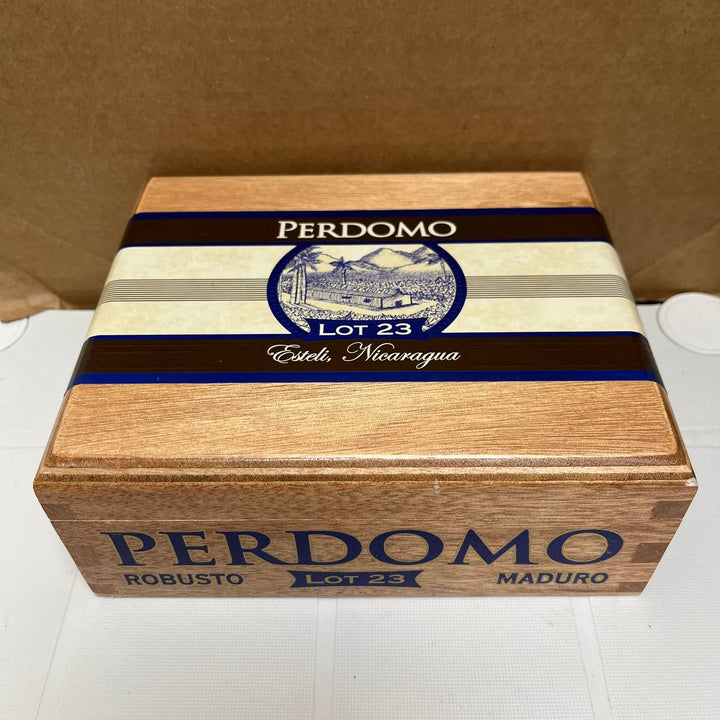 PERDOMO
LOT 23
Esteli, Nicaragua
PERDOMO
ROBUSTO LOT 23 MADURO